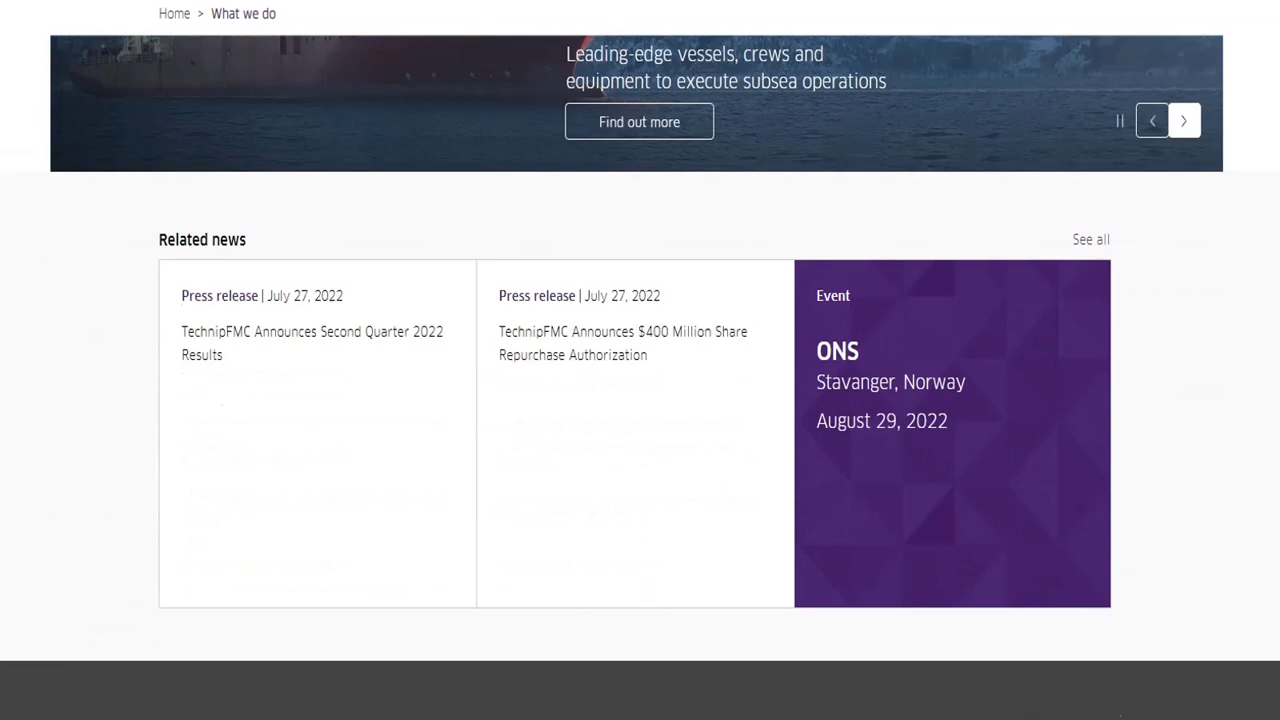 Home > What we do
Leading-edge vessels, crews and
equipment to execute subsea operations
Find out more
Related news
See all
Press release | July 27, 2022
TechnipFMC Announces Second Quarter 2022
Results
Press release | July 27, 2022
TechnipFMC Announces $400 Million Share
Repurchase Authorization
Event
ONS
Stavanger, Norway
August 29, 2022